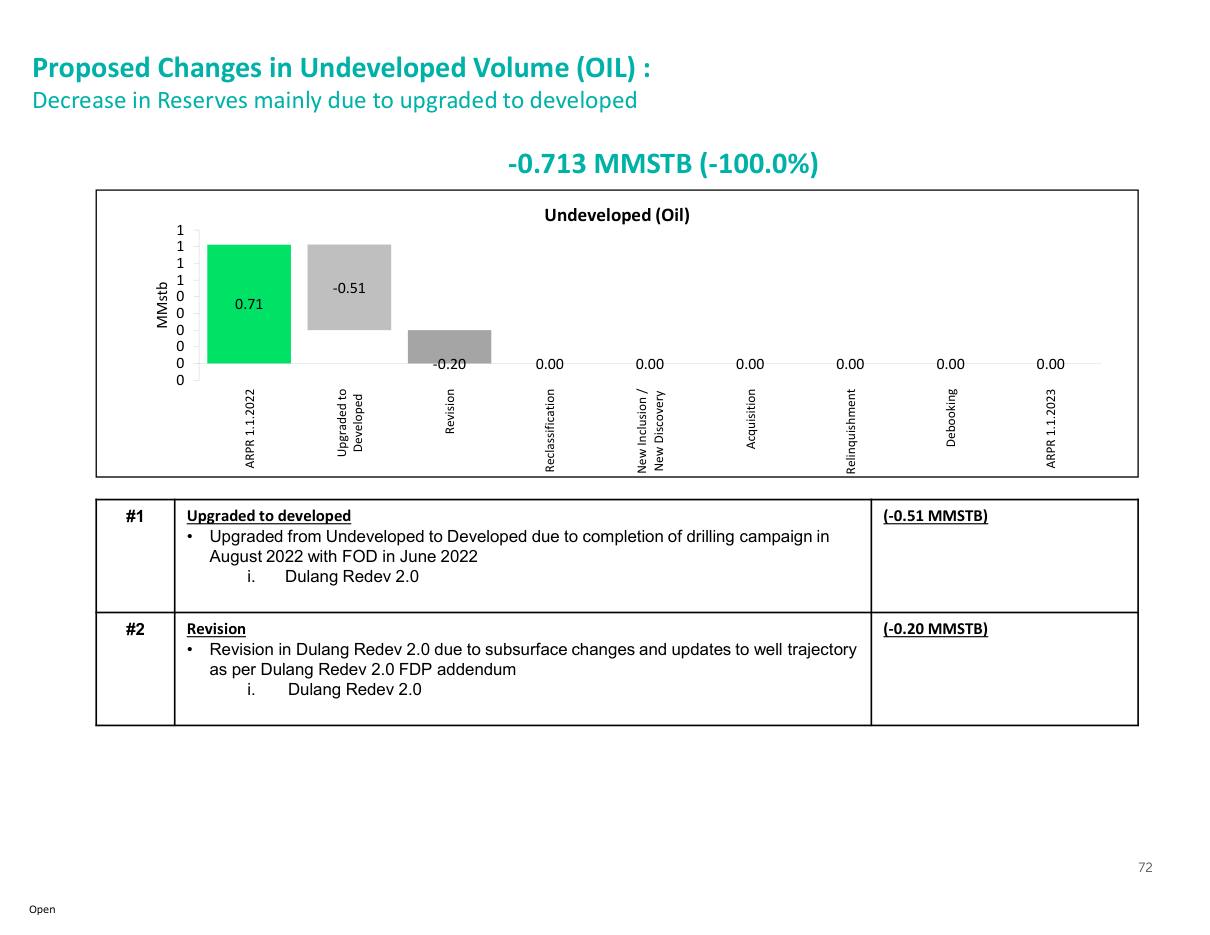 Proposed Changes in Undeveloped Volume (OIL) :
Decrease in Reserves mainly due to upgraded to developed
-0.713 MMSTB (-100.0%)
Undeveloped (Oil)
MMstb
1
1
1
1
0
0
0
0
0
0
0.71
-0.51
-0.20
0.00
0.00
0.00
0.00
0.00
0.00
ARPR 1.1.2022
Upgraded to
Developed
Revision
Reclassification
New Inclusion /
New Discovery
Acquisition
Relinquishment
Debooking
ARPR 1.1.2023
#1
Upgraded to developed
• Upgraded from Undeveloped to Developed due to completion of drilling campaign in
August 2022 with FOD in June 2022
i. Dulang Redev 2.0
(-0.51 MMSTB)
#2
Revision
• Revision in Dulang Redev 2.0 due to subsurface changes and updates to well trajectory
as per Dulang Redev 2.0 FDP addendum
i. Dulang Redev 2.0
(-0.20 MMSTB)
72
Open